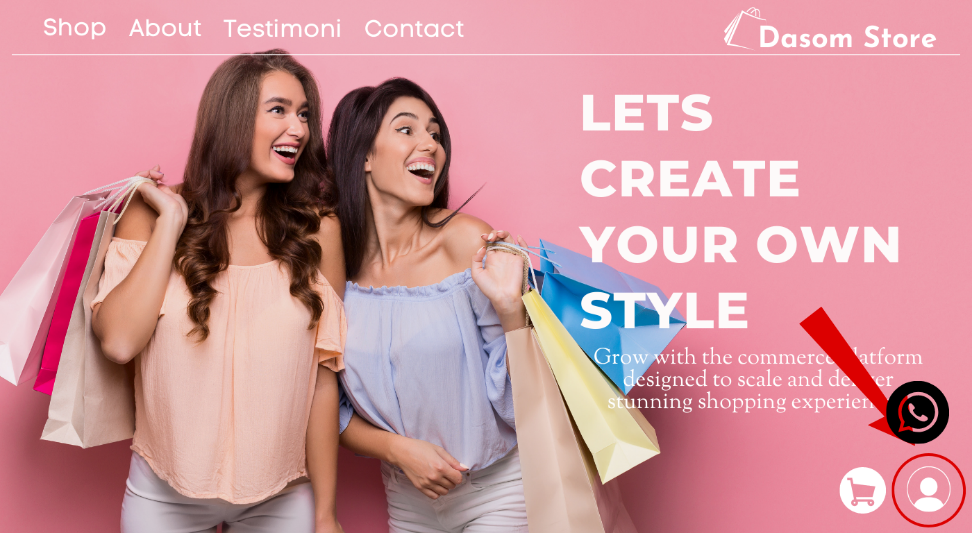 Shop About Testimoni Contact
Dasom Store
LETS
CREATE
YOUR OWN
STYLE
Grow with the commerce
designed to scale and
stunning shopping